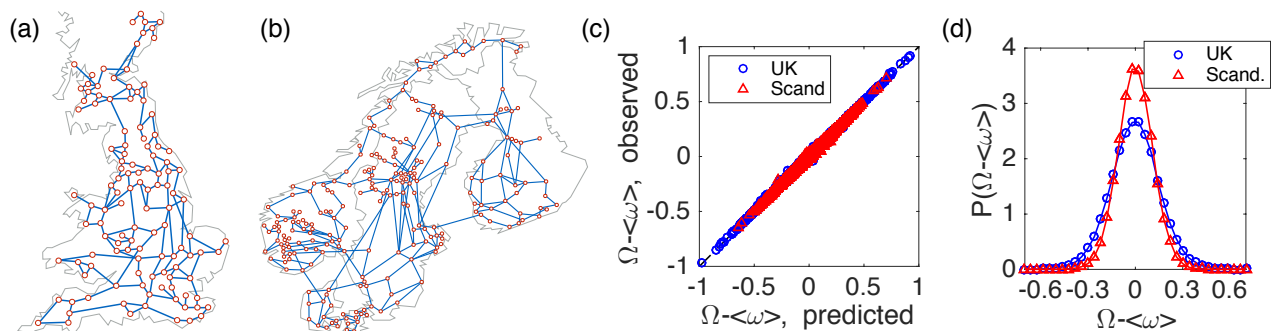 (a)
(b)
(c)
Ω-<ω>, observed
1
0.5
0
-0.5
-1
UK
Scand
-1 -0.5 0 0.5 1
Ω-<ω>, predicted
(d)
P(Ω-<ω>)
4
3
2
1
0
UK
Scand.
-0.6 -0.3 0 0.3 0.6
Ω-<ω>